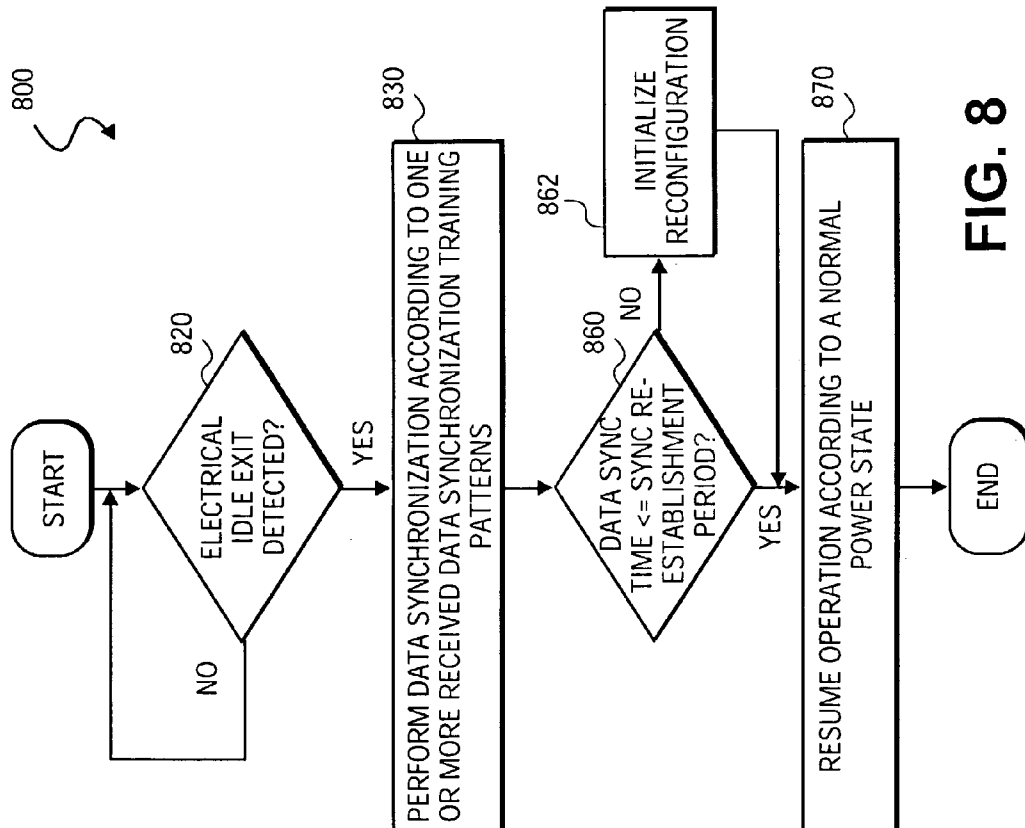 800
START
820
ELECTRICAL
IDLE EXIT
DETECTED?
NO
YES
830
PERFORM DATA SYNCHRONIZATION ACCORDING TO ONE
OR MORE RECEIVED DATA SYNCHRONIZATION TRAINING
PATTERNS
860
DATA SYNC
TIME <= SYNC RE-
ESTABLISHMENT
PERIOD?
NO
862
INITIALIZE
RECONFIGURATION
YES
870
RESUME OPERATION ACCORDING TO A NORMAL
POWER STATE
END
FIG. 8